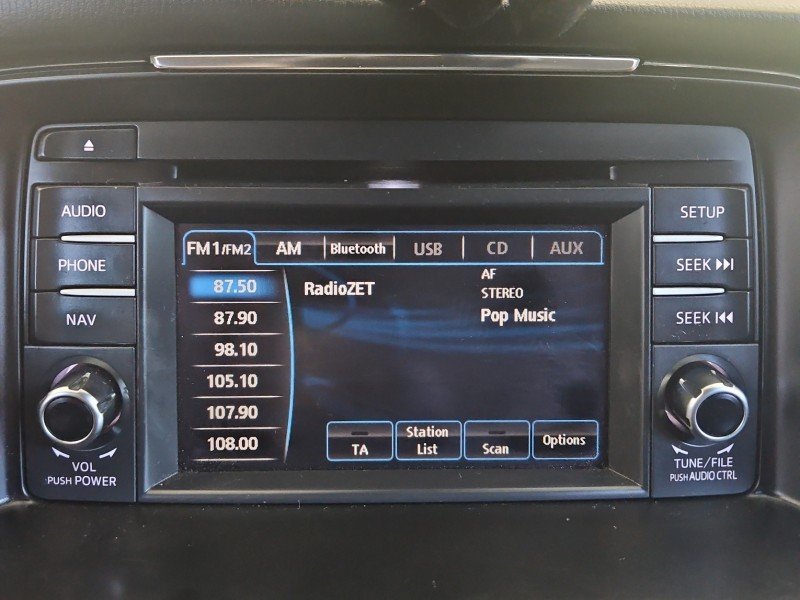 AUDIO
PHONE
NAV
VOL
PUSH POWER
FM1/FM2 AM Bluetooth USB CD AUX
87.50
87.90
98.10
105.10
107.90
108.00
RadioZET
AF
STEREO
Pop Music
TA
Station
List
Scan
Options
SETUP
SEEK
SEEK
TUNE/FILE
PUSH AUDIO CTRL